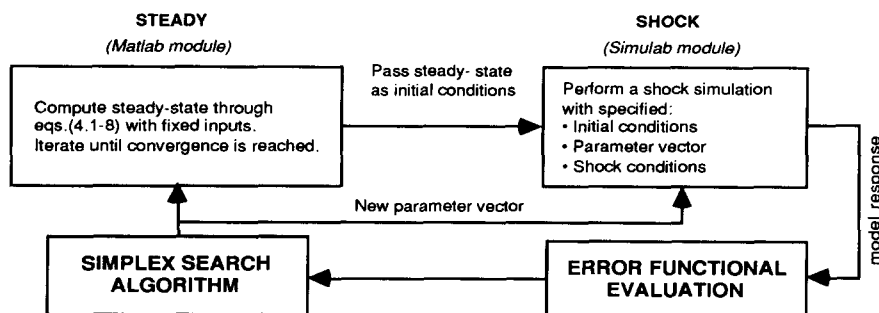 STEADY
(Matlab module)
SHOCK
(Simulab module)
Compute steady-state through
eqs.(4.1-8) with fixed inputs.
Iterate until convergence is reached.
Pass steady- state
as initial conditions
Perform a shock simulation
with specified:
• Initial conditions
• Parameter vector
• Shock conditions
model response
New parameter vector
SIMPLEX SEARCH
ALGORITHM
ERROR FUNCTIONAL
EVALUATION